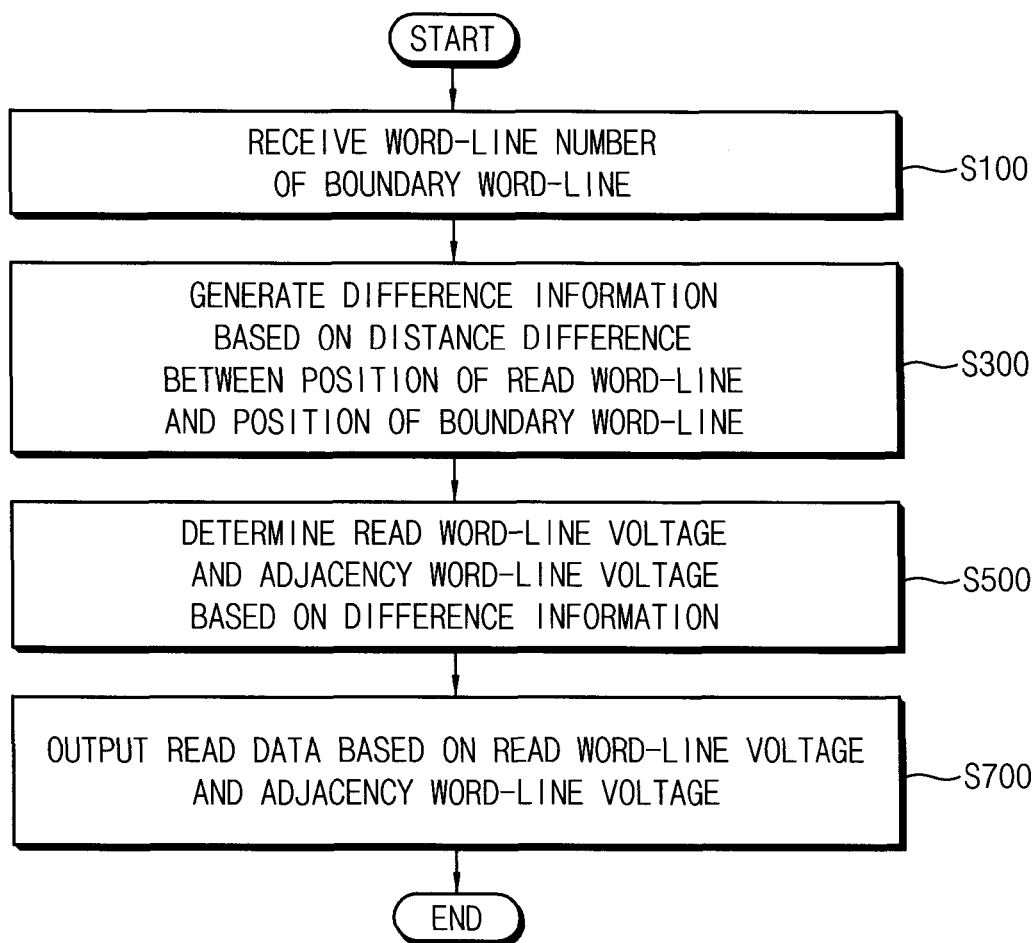 START
RECEIVE WORD-LINE NUMBER
OF BOUNDARY WORD-LINE
S100
GENERATE DIFFERENCE INFORMATION
BASED ON DISTANCE DIFFERENCE
BETWEEN POSITION OF READ WORD-LINE
AND POSITION OF BOUNDARY WORD-LINE
S300
DETERMINE READ WORD-LINE VOLTAGE
AND ADJACENCY WORD-LINE VOLTAGE
BASED ON DIFFERENCE INFORMATION
S500
OUTPUT READ DATA BASED ON READ WORD-LINE VOLTAGE
AND ADJACENCY WORD-LINE VOLTAGE
S700
END